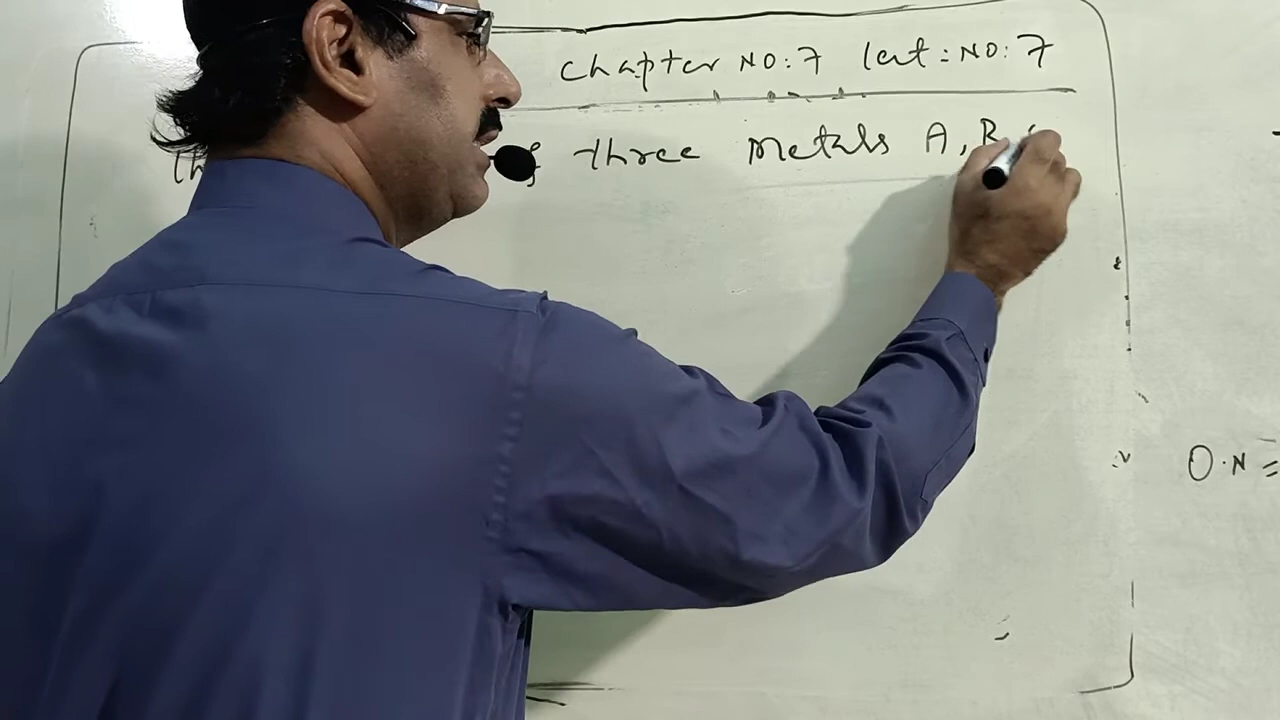 Chapter NO: 7 lect: NO: 7
three metals A, B
O.N =